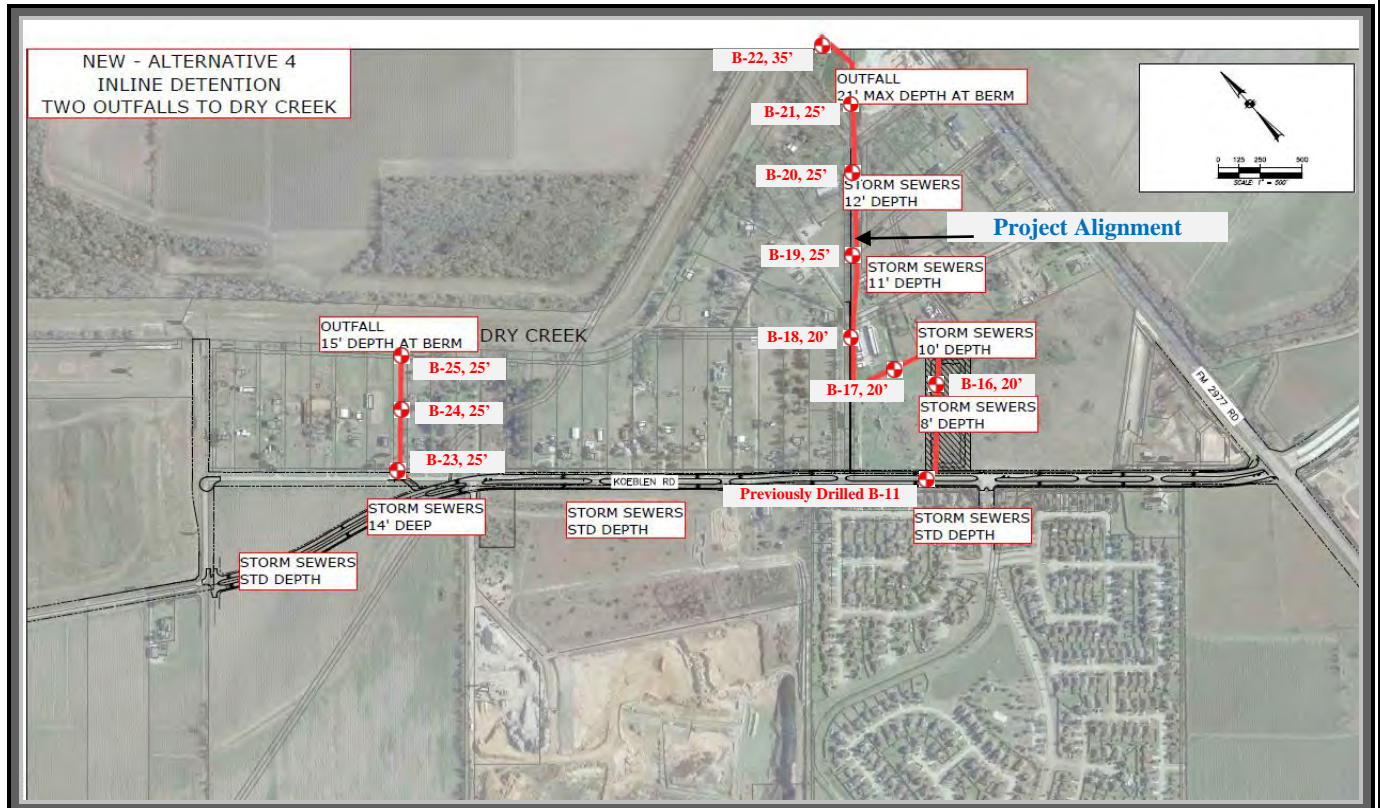 NEW - ALTERNATIVE 4
INLINE DETENTION
TWO OUTFALLS TO DRY CREEK
B-22, 35’
OUTFALL
21' MAX DEPTH AT BERM
B-21, 25’
0 125 250 500
SCALE: 1" = 500'
B-20, 25’
STORM SEWERS
12' DEPTH
Project Alignment
B-19, 25’
STORM SEWERS
11' DEPTH
OUTFALL
15' DEPTH AT BERM
DRY CREEK
B-18, 20’
STORM SEWERS
10' DEPTH
B-25, 25’
B-17, 20’
B-16, 20’
FM 2977 RD
B-24, 25’
STORM SEWERS
8' DEPTH
B-23, 25’
KOEBLEN RD
Previously Drilled B-11
STORM SEWERS
14' DEEP
STORM SEWERS
STD DEPTH
STORM SEWERS
STD DEPTH
STORM SEWERS
STD DEPTH